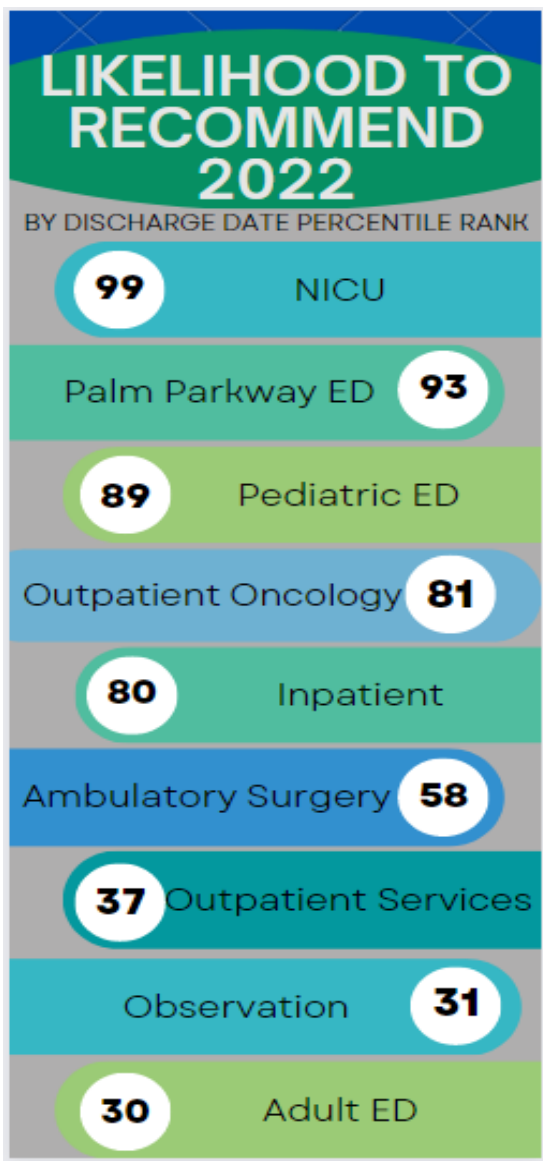 LIKELIHOOD TO
RECOMMEND
2022
BY DISCHARGE DATE PERCENTILE RANK
99 NICU
Palm Parkway ED 93
89 Pediatric ED
Outpatient Oncology 81
80 Inpatient
Ambulatory Surgery 58
37 Outpatient Services
Observation 31
30 Adult ED